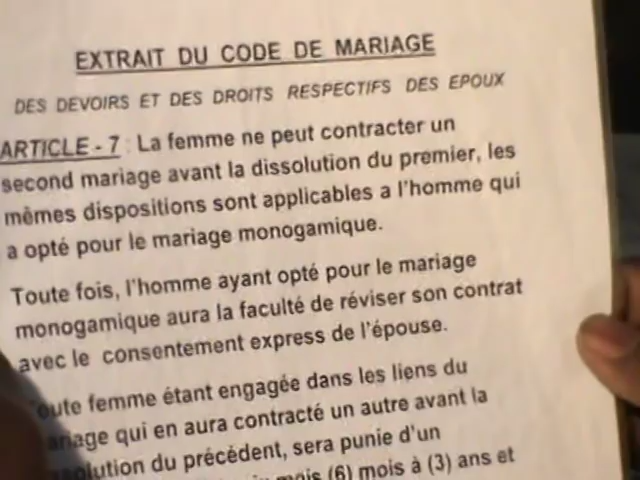 EXTRAIT DU CODE DE MARIAGE
DES DEVOIRS ET DES DROITS RESPECTIFS DES EPOUX
ARTICLE - 7 : La femme ne peut contracter un
second mariage avant la dissolution du premier, les
mêmes dispositions sont applicables a l'homme qui
a opté pour le mariage monogamique.
Toute fois, l'homme ayant opté pour le mariage
monogamique aura la faculté de réviser son contrat
avec le consentement express de l'épouse.
oute femme étant engagée dans les liens du
ariage qui en aura contracté un autre avant la
solution du précédent, sera punie d'un
mois (6) mois à (3) ans et